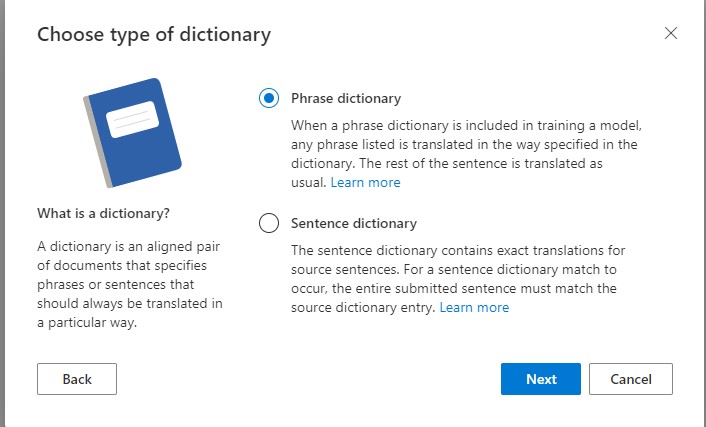 Choose type of dictionary
What is a dictionary?
A dictionary is an aligned pair
of documents that specifies
phrases or sentences that
should always be translated in
a particular way.
Phrase dictionary
When a phrase dictionary is included in training a model,
any phrase listed is translated in the way specified in the
dictionary. The rest of the sentence is translated as
usual. Learn more
Sentence dictionary
The sentence dictionary contains exact translations for
source sentences. For a sentence dictionary match to
occur, the entire submitted sentence must match the
source dictionary entry. Learn more
Back
Next
Cancel